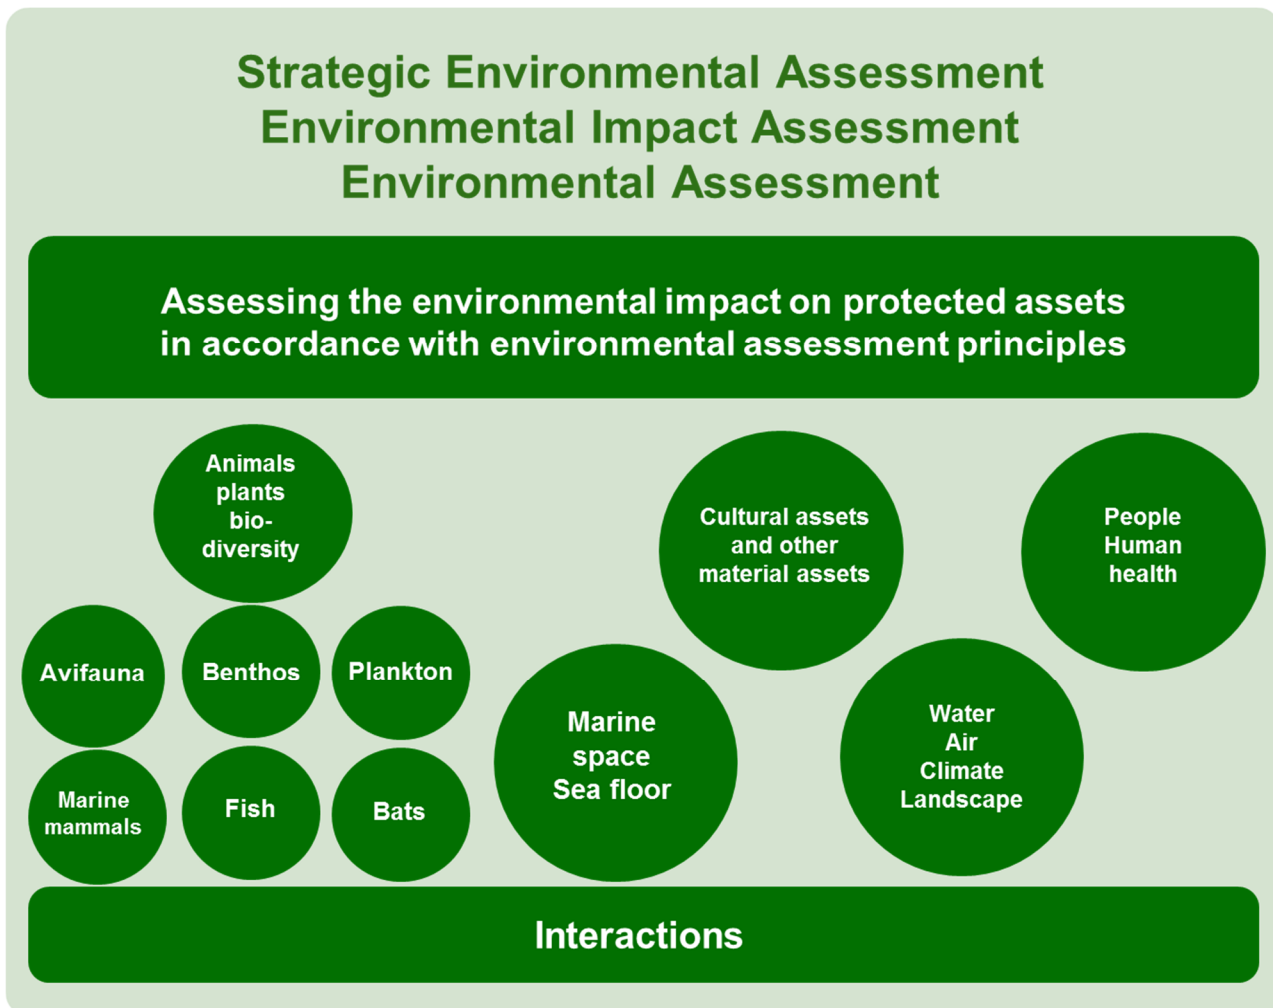 Strategic Environmental Assessment
Environmental Impact Assessment
Environmental Assessment
Assessing the environmental impact on protected assets
in accordance with environmental assessment principles
Animals
plants
bio-
diversity
Cultural assets
and other
material assets
People
Human
health
Avifauna
Benthos
Plankton
Marine
space
Sea floor
Water
Air
Climate
Landscape
Marine
mammals
Fish
Bats
Interactions